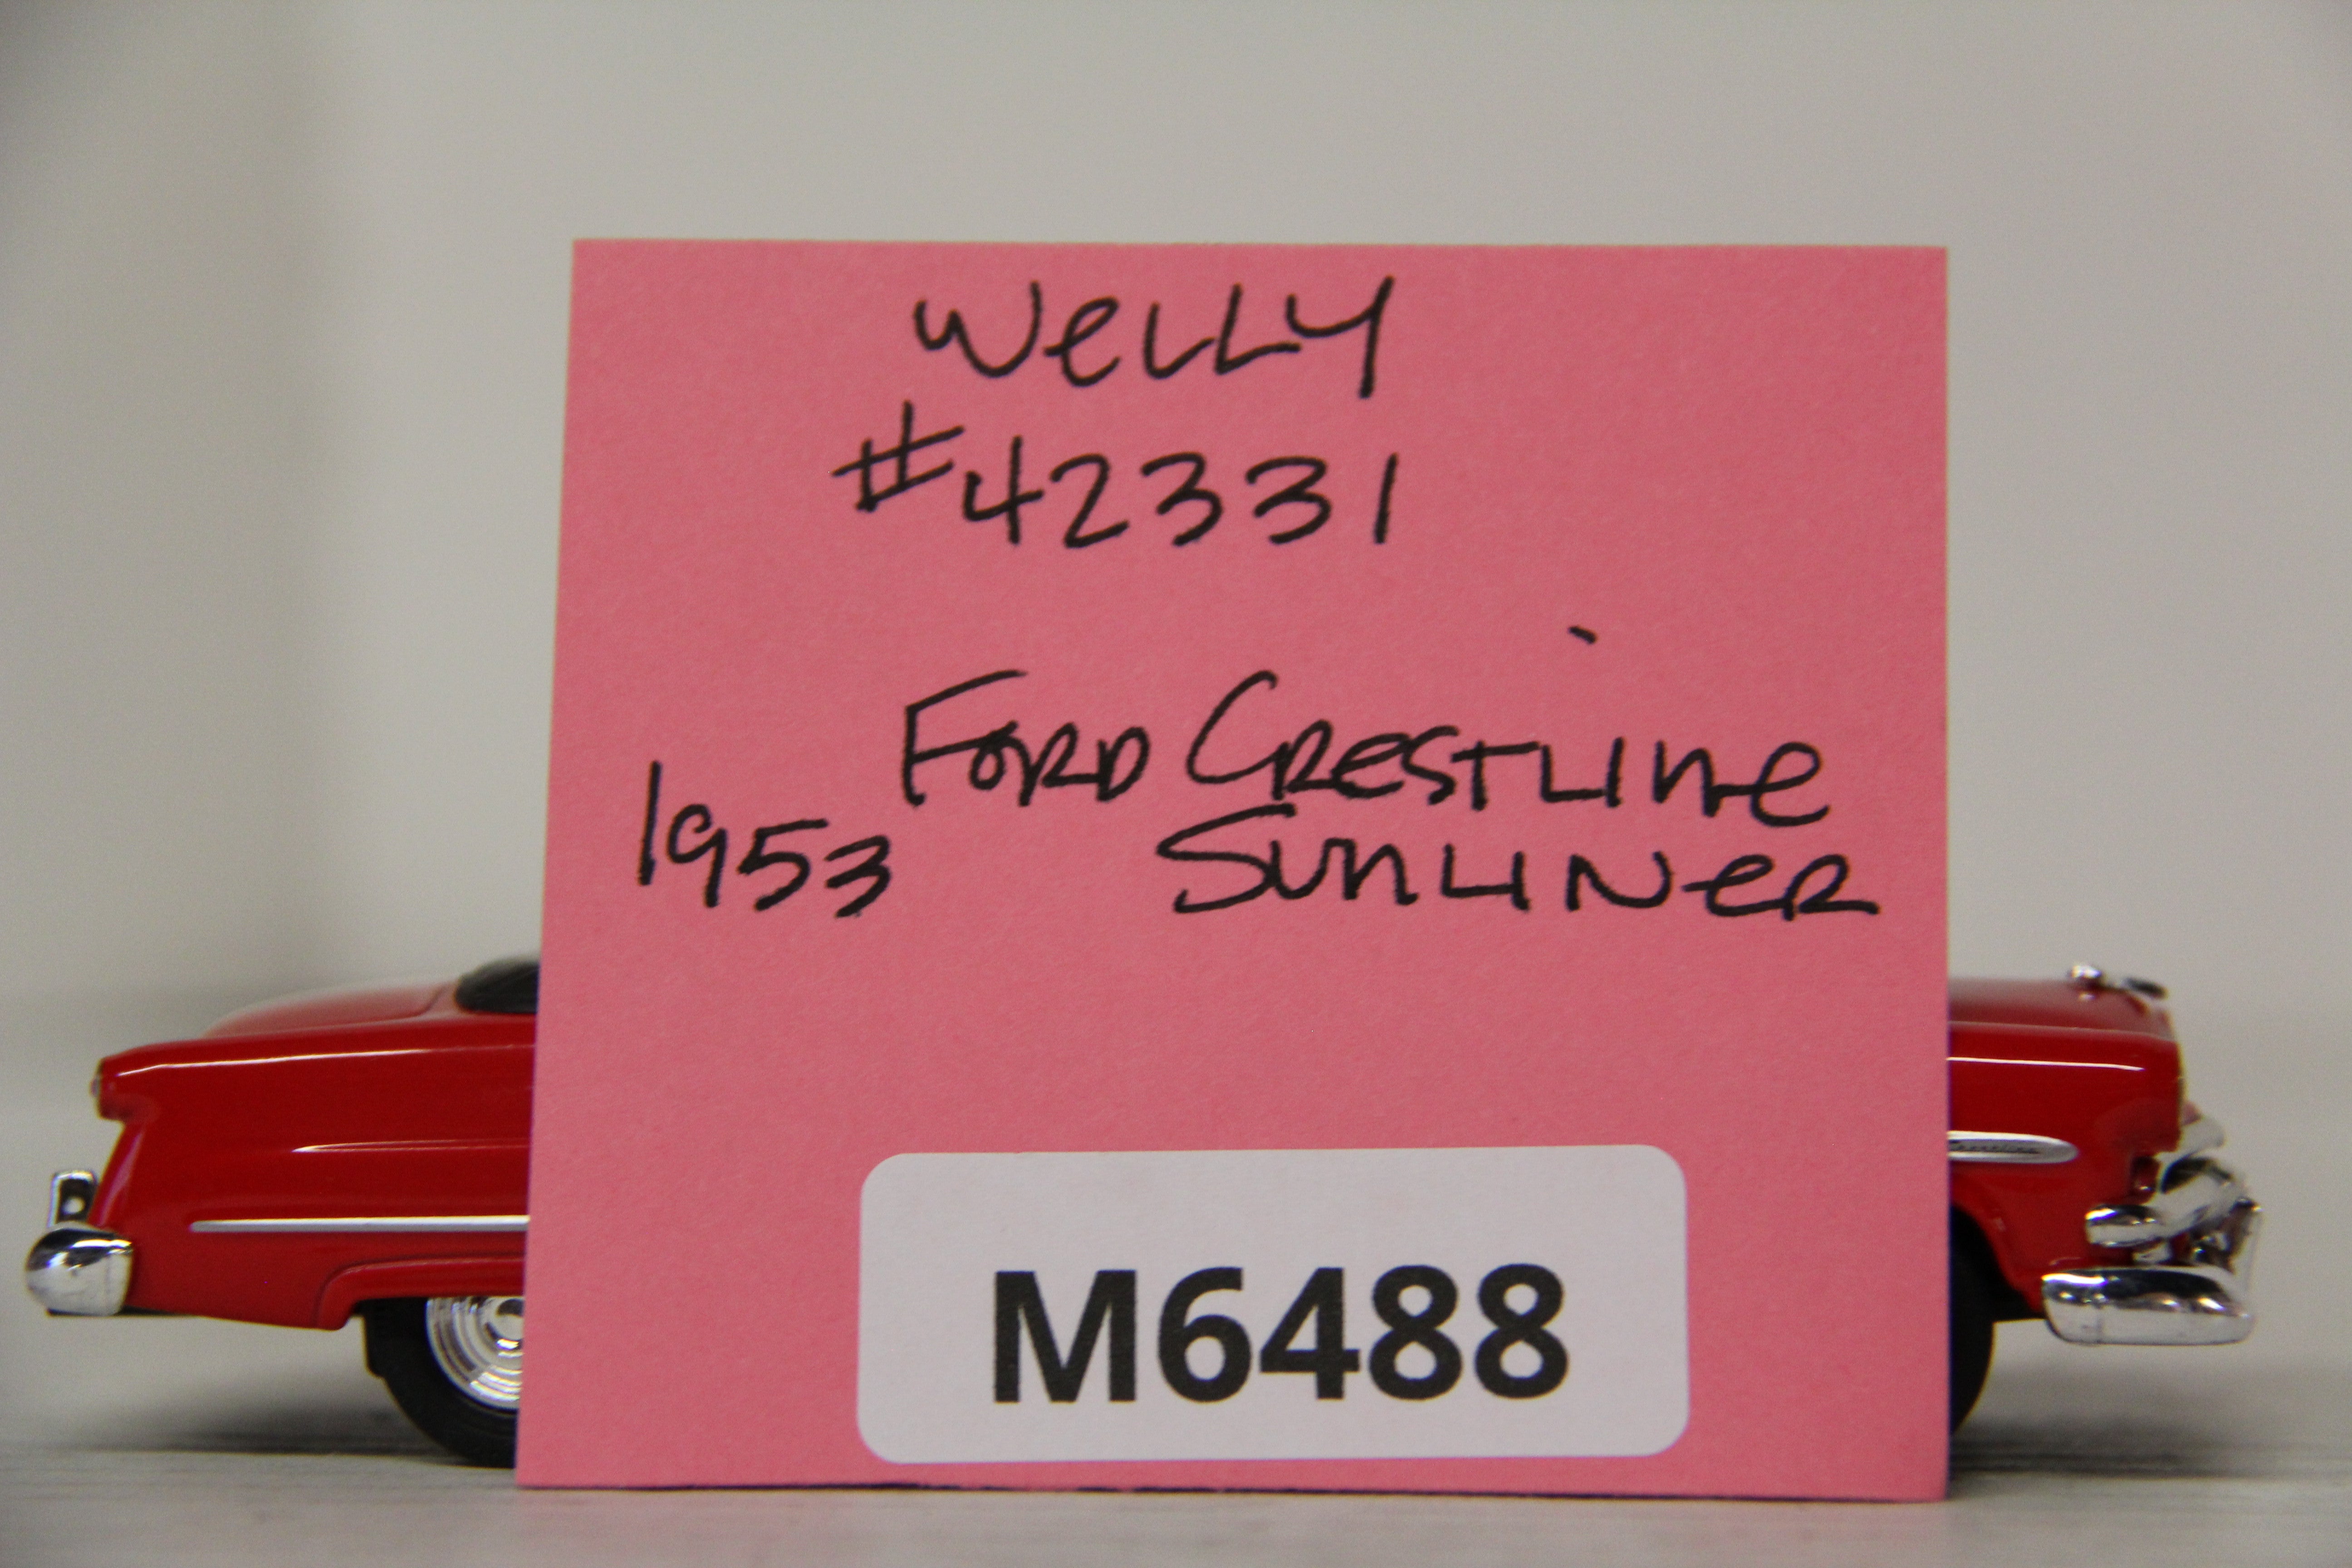 Welly
#42331
1953 Ford Crestline
Sunliner
M6488